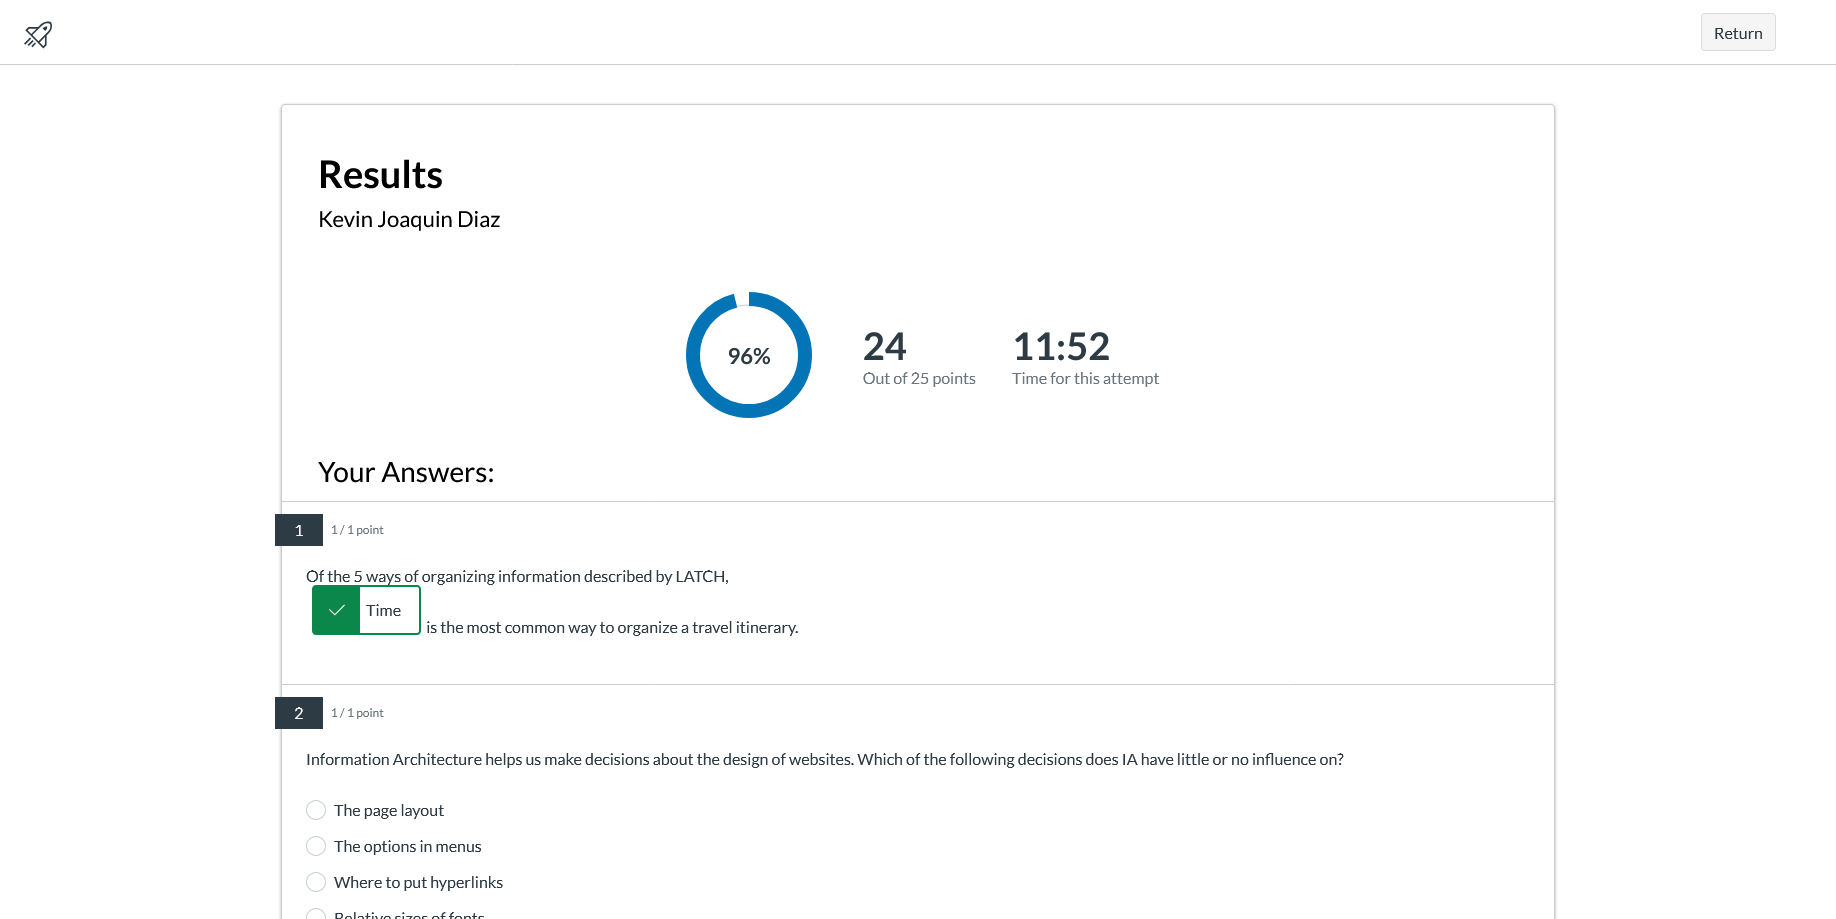 Return
Results
Kevin Joaquin Diaz
96%
24
Out of 25 points
11:52
Time for this attempt
Your Answers:
1
1 / 1 point
Of the 5 ways of organizing information described by LATCH,
Time
is the most common way to organize a travel itinerary.
2
1 / 1 point
Information Architecture helps us make decisions about the design of websites. Which of the following decisions does IA have little or no influence on?
The page layout
The options in menus
Where to put hyperlinks
Relative sizes of fonts